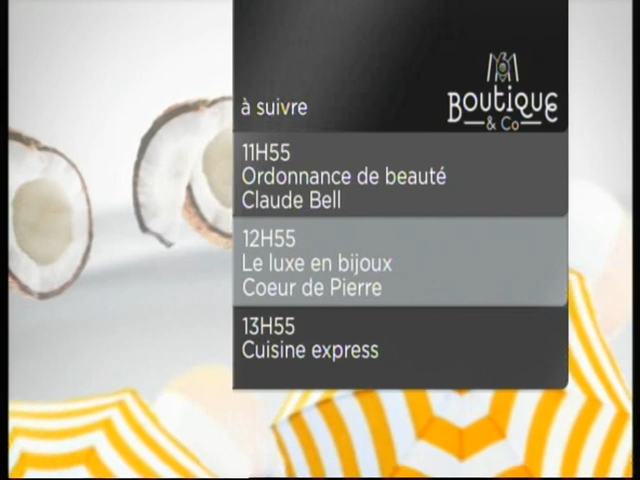 M
BOUTIQUE
& Co
à suivre
11H55
Ordonnance de beauté
Claude Bell
12H55
Le luxe en bijoux
Coeur de Pierre
13H55
Cuisine express